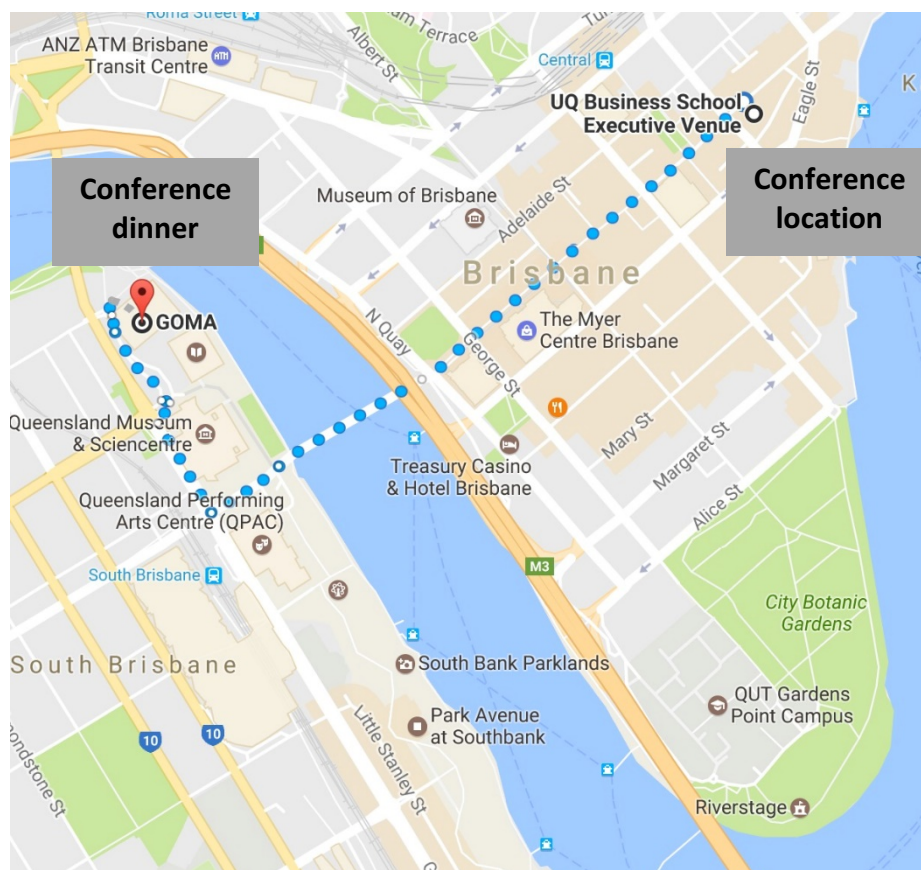 Roma Street
ANZ ATM Brisbane
Transit Centre
ATM
Albert St
Terrace
Central
UQ Business School
Executive Venue
Eagle St
K
Conference
dinner
Conference
location
Museum of Brisbane
Adelaide St
Brisbane
N Quay
George St
The Myer
Centre Brisbane
GOMA
Queensland Museum
& Sciencentre
Treasury Casino
& Hotel Brisbane
Mary St
Margaret St
Alice St
Queensland Performing
Arts Centre (QPAC)
South Brisbane
M3
City Botanic
Gardens
South Brisbane
South Bank Parklands
QUT Gardens
Point Campus
Park Avenue
at Southbank
Little Stanley St
10
10
Riverstage